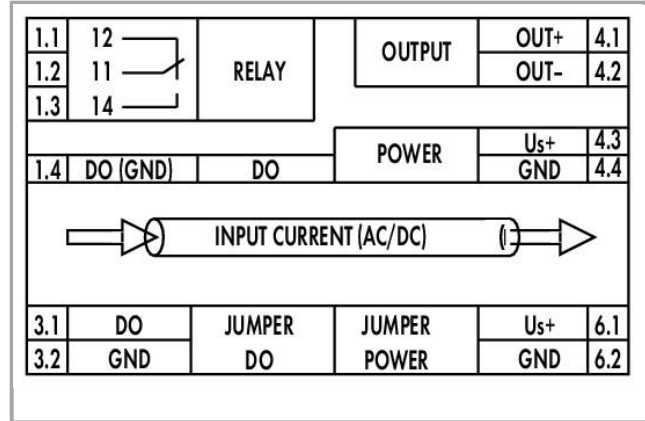 1.1 12 RELAY OUTPUT OUT+ 4.1
1.2 11 OUT– 4.2
1.3 14
POWER Us+ 4.3
1.4 DO (GND) DO GND 4.4
INPUT CURRENT (AC/DC)
3.1 DO JUMPER JUMPER Us+ 6.1
3.2 GND DO POWER GND 6.2